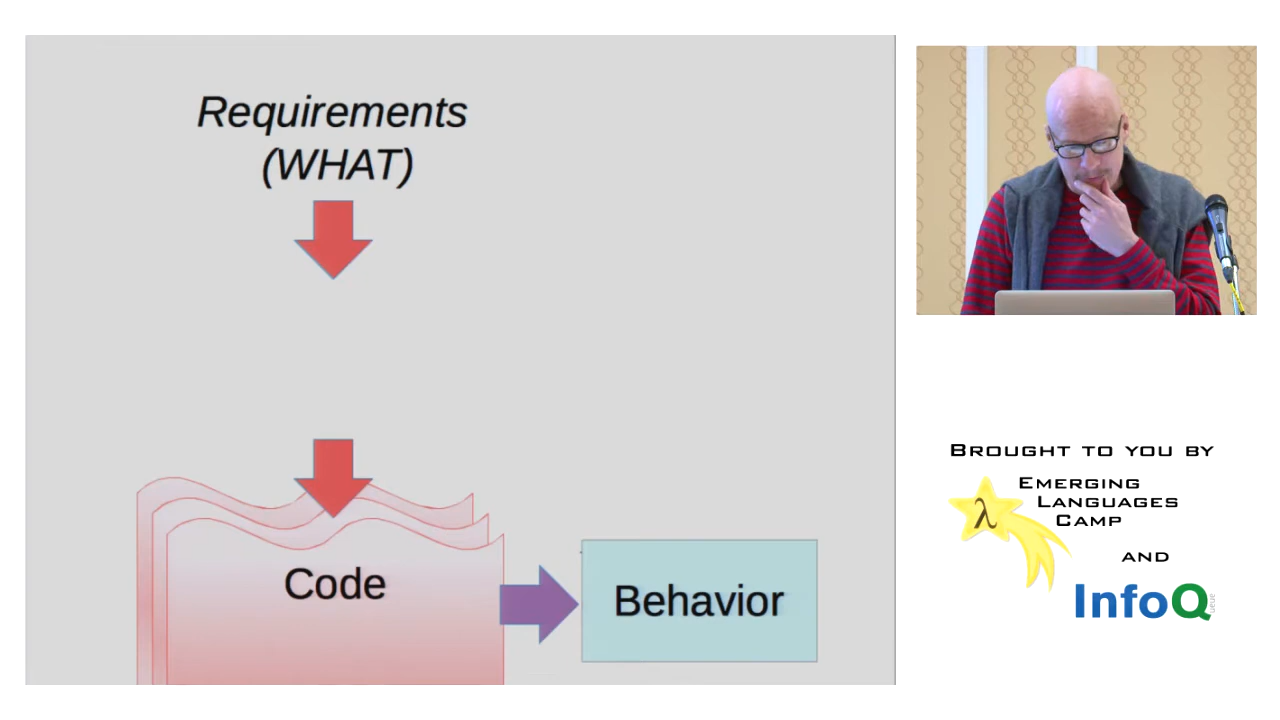 Requirements
(WHAT)
Code
Behavior
BROUGHT TO YOU BY
EMERGING
LANGUAGES
CAMP
λ
AND
InfoQ